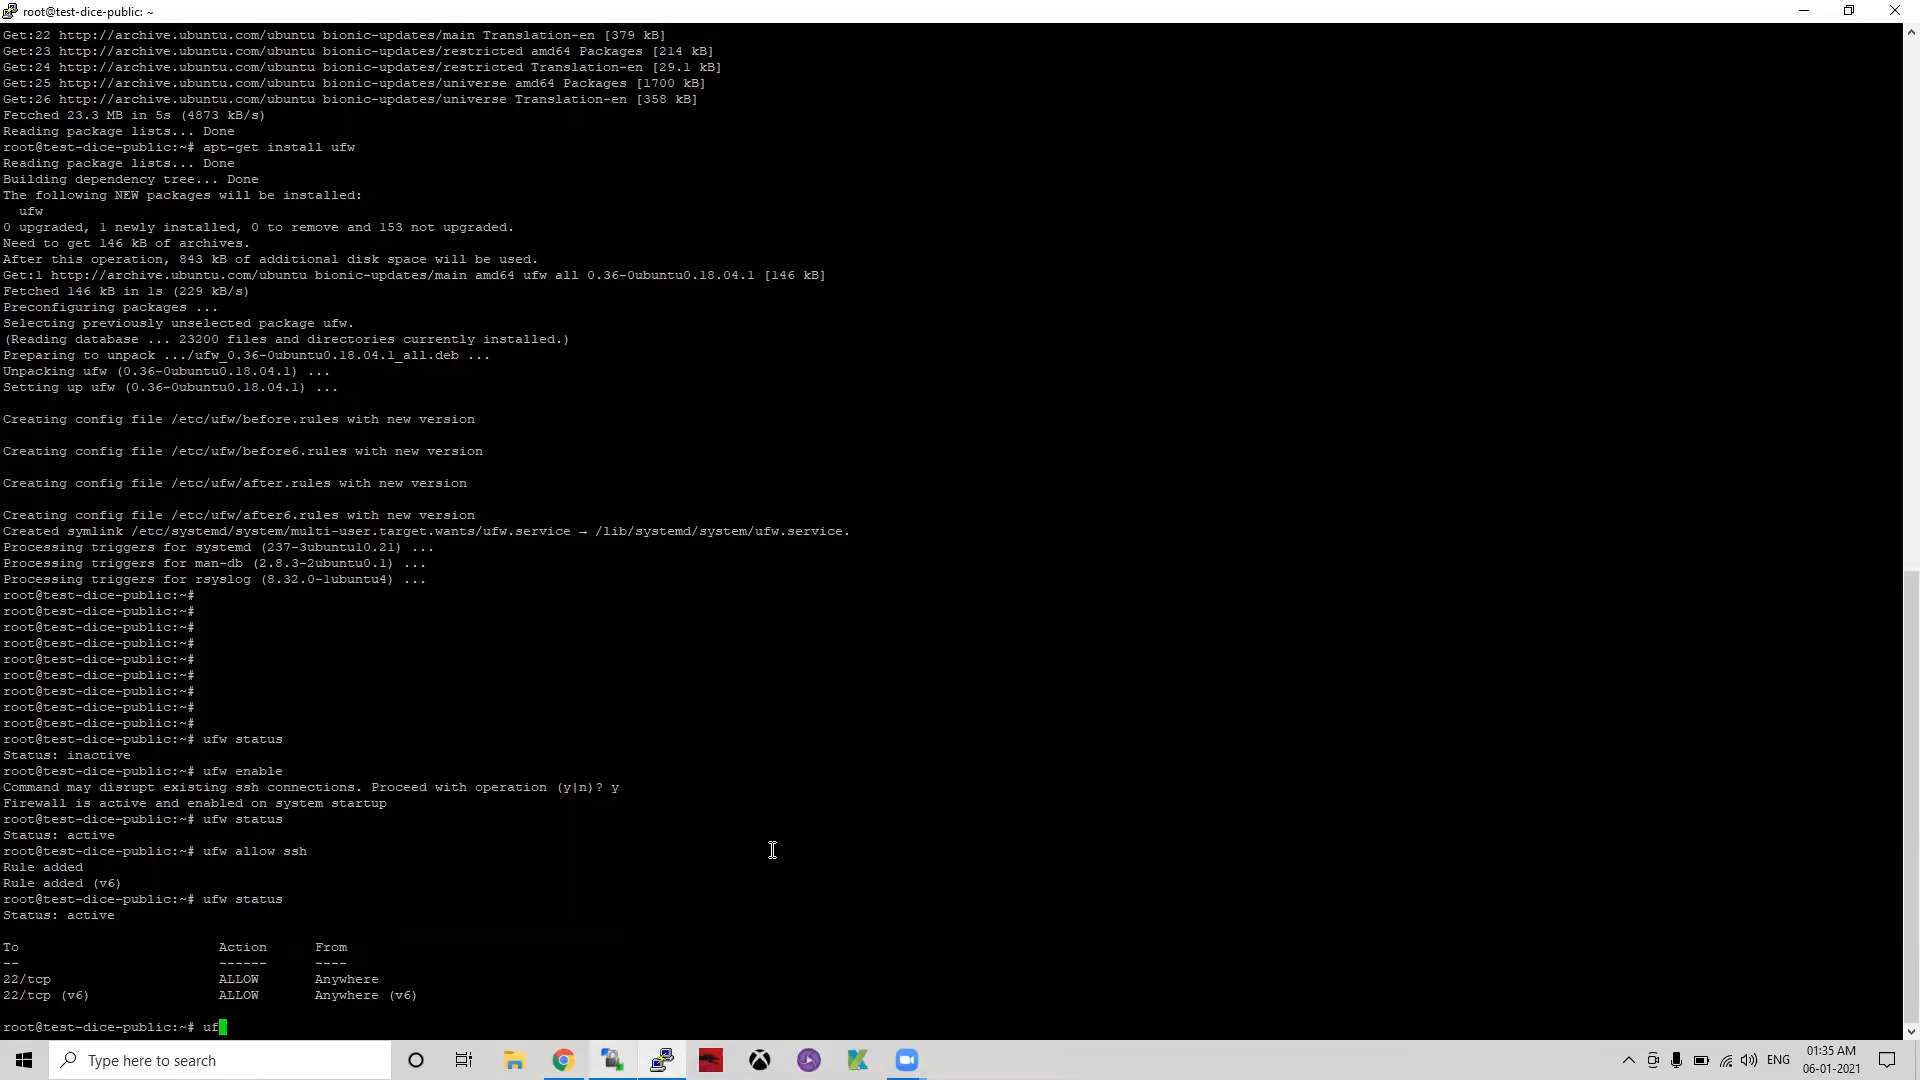 root@test-dice-public: ~
Get:22 http://archive.ubuntu.com/ubuntu bionic-updates/main Translation-en [379 kB]
Get:23 http://archive.ubuntu.com/ubuntu bionic-updates/restricted amd64 Packages [214 kB]
Get:24 http://archive.ubuntu.com/ubuntu bionic-updates/restricted Translation-en [29.1 kB]
Get:25 http://archive.ubuntu.com/ubuntu bionic-updates/universe amd64 Packages [1700 kB]
Get:26 http://archive.ubuntu.com/ubuntu bionic-updates/universe Translation-en [358 kB]
Fetched 23.3 MB in 5s (4873 kB/s)
Reading package lists... Done
root@test-dice-public:~# apt-get install ufw
Reading package lists... Done
Building dependency tree... Done
The following NEW packages will be installed:
  ufw
0 upgraded, 1 newly installed, 0 to remove and 153 not upgraded.
Need to get 146 kB of archives.
After this operation, 843 kB of additional disk space will be used.
Get:1 http://archive.ubuntu.com/ubuntu bionic-updates/main amd64 ufw all 0.36-0ubuntu0.18.04.1 [146 kB]
Fetched 146 kB in 1s (229 kB/s)
Preconfiguring packages ...
Selecting previously unselected package ufw.
(Reading database ... 23200 files and directories currently installed.)
Preparing to unpack .../ufw_0.36-0ubuntu0.18.04.1_all.deb ...
Unpacking ufw (0.36-0ubuntu0.18.04.1) ...
Setting up ufw (0.36-0ubuntu0.18.04.1) ...

Creating config file /etc/ufw/before.rules with new version

Creating config file /etc/ufw/before6.rules with new version

Creating config file /etc/ufw/after.rules with new version

Creating config file /etc/ufw/after6.rules with new version
Created symlink /etc/systemd/system/multi-user.target.wants/ufw.service → /lib/systemd/system/ufw.service.
Processing triggers for systemd (237-3ubuntu10.21) ...
Processing triggers for man-db (2.8.3-2ubuntu0.1) ...
Processing triggers for rsyslog (8.32.0-1ubuntu4) ...
root@test-dice-public:~#
root@test-dice-public:~#
root@test-dice-public:~#
root@test-dice-public:~#
root@test-dice-public:~#
root@test-dice-public:~#
root@test-dice-public:~#
root@test-dice-public:~#
root@test-dice-public:~#
root@test-dice-public:~# ufw status
Status: inactive
root@test-dice-public:~# ufw enable
Command may disrupt existing ssh connections. Proceed with operation (y|n)? y
Firewall is active and enabled on system startup
root@test-dice-public:~# ufw status
Status: active
root@test-dice-public:~# ufw allow ssh
Rule added
Rule added (v6)
root@test-dice-public:~# ufw status
Status: active

To                         Action      From
--                         ------      ----
22/tcp                     ALLOW       Anywhere
22/tcp (v6)                ALLOW       Anywhere (v6)

root@test-dice-public:~# uf
Type here to search
ENG
01:35 AM
06-01-2021